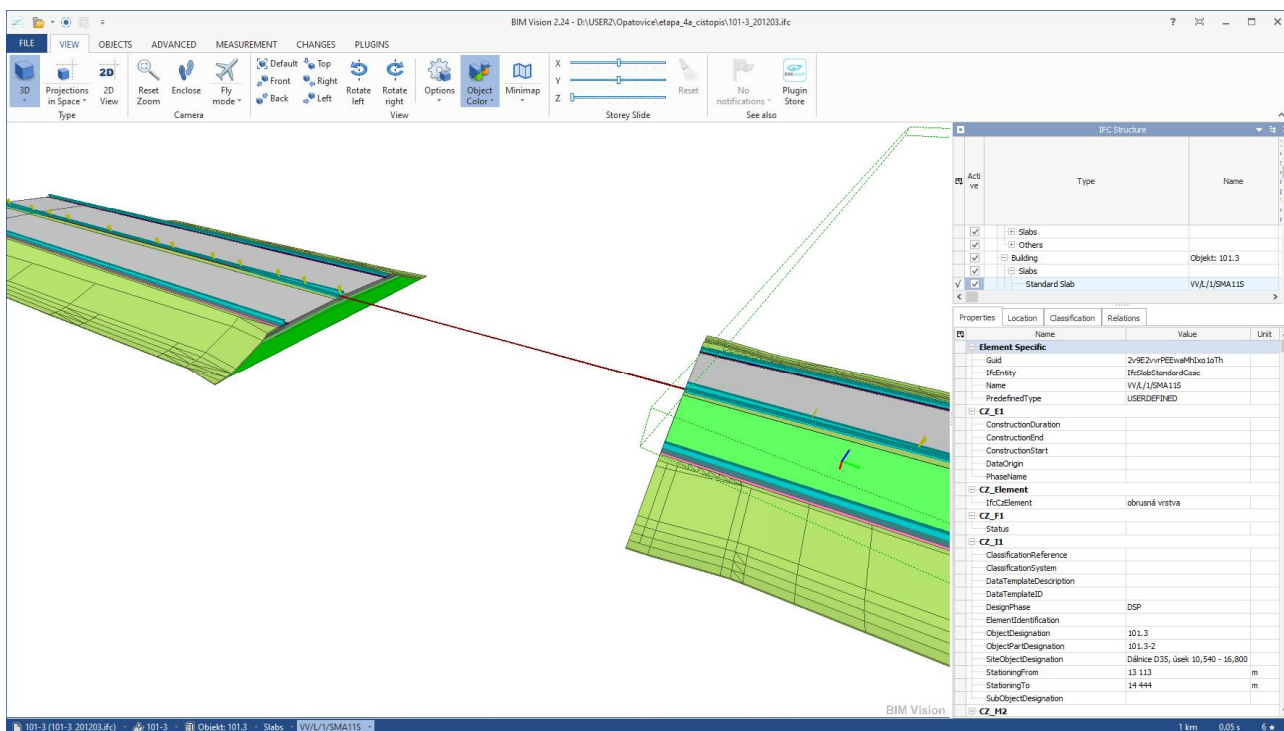 BIM Vision 2.24 - D:\USER2\Opatovice\etapa_4a_cistopis\101-3_201203.ifc
FILE VIEW OBJECTS ADVANCED MEASUREMENT CHANGES PLUGINS
3D
Projections in Space
2D View
Type
Reset Zoom
Enclose
Fly mode
Camera
Default Top
Front Right
Back Left
Rotate left
Rotate right
Options
Object Color
Minimap
View
X
Y
Z
Reset
Storey Slide
No notifications
Plugin Store
See also
IFC Structure
Acti ve Type Name
Slabs
Others
Building Objekt: 101.3
Slabs
Standard Slab VV/L/1/SMA11S
Properties Location Classification Relations
Name Value Unit
Element Specific
Guid 2v9E2vvrPEEwaMhIxo1oTh
IfcEntity IfcSlabStandardCase
Name VV/L/1/SMA11S
PredefinedType USERDEFINED
CZ_E1
ConstructionDuration
ConstructionEnd
ConstructionStart
DataOrigin
PhaseName
CZ_Element
IfcCzElement obrusná vrstva
CZ_F1
Status
CZ_I1
ClassificationReference
ClassificationSystem
DataTemplateDesciription
DataTemplateID
DesignPhase DSP
ElementIdentification
ObjectDesignation 101.3
ObjectPartDesignation 101.3-2
SiteObjectDesignation Dálnice D35, úsek 10,540 - 16,800
StationingFrom 13 113 m
StationingTo 14 444 m
SubObjectDesignation
CZ_M2
BIM Vision
101-3 (101-3_201203.ifc) 101-3 Objekt: 101.3 Slabs VV/L/1/SMA11S 1 km 0.05 s 6